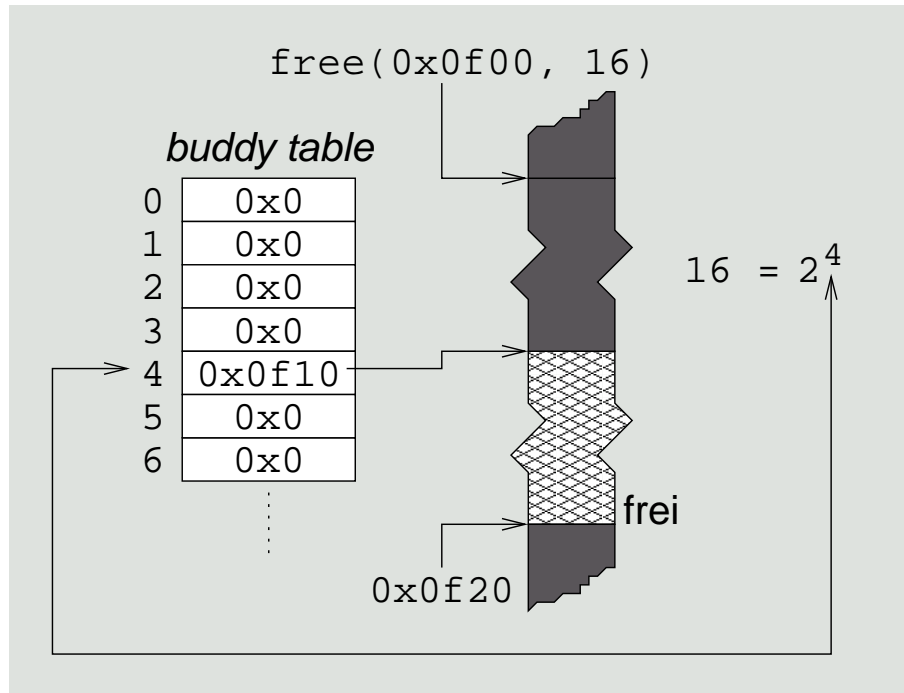 free(0x0f00, 16)
buddy table
0 0x0
1 0x0
2 0x0
3 0x0
4 0x0f10
5 0x0
6 0x0
16 = 2^4
frei
0x0f20